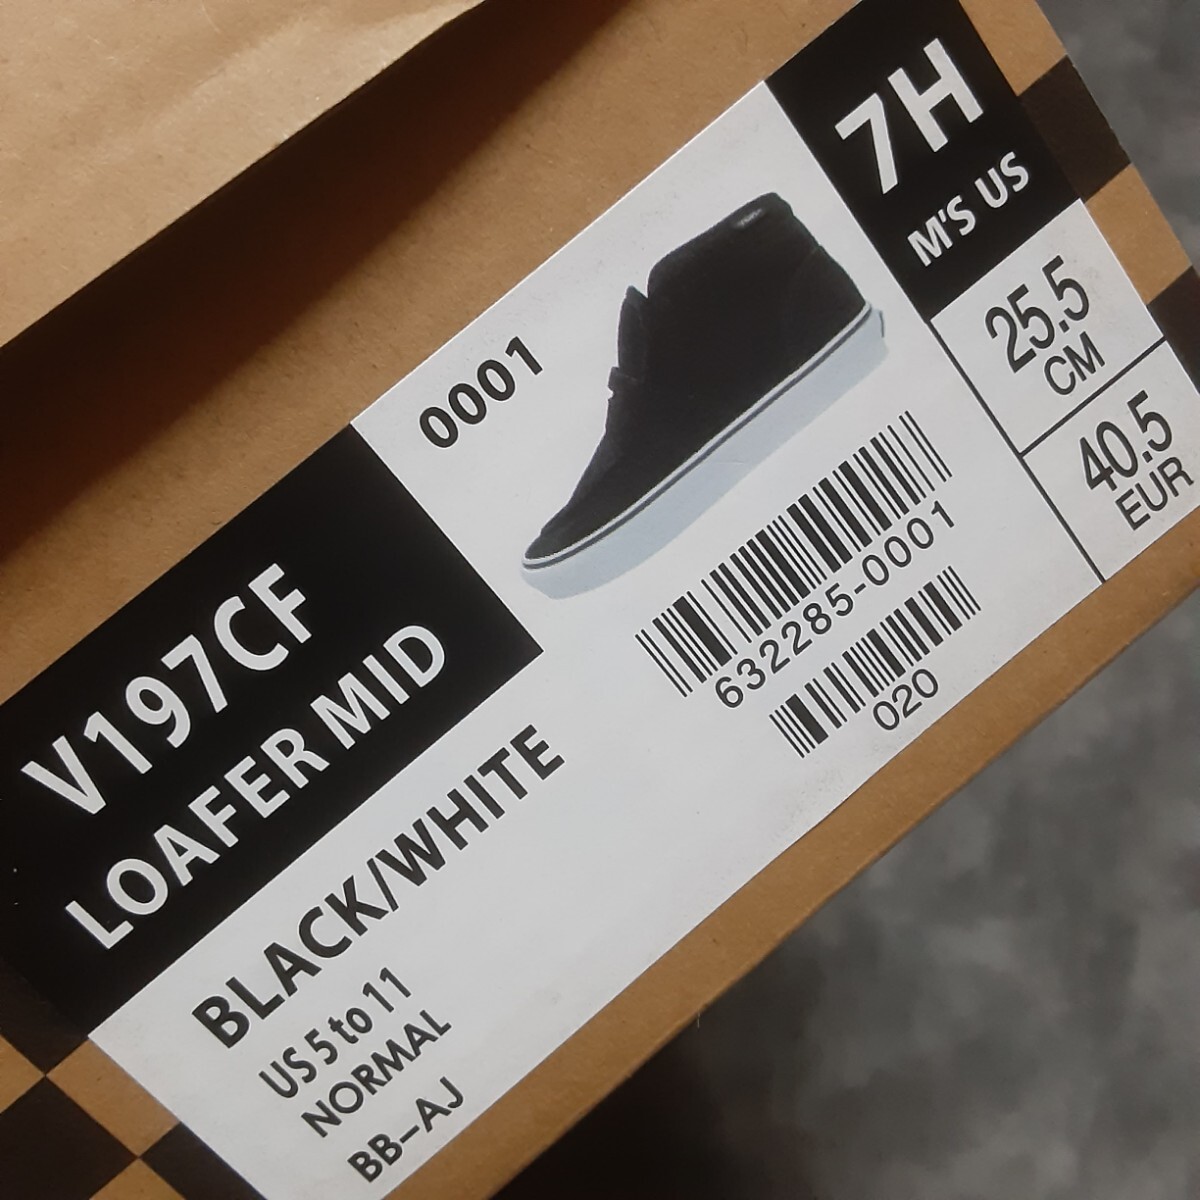 7H
M'S US
25.5
CM
40.5
EUR
0001
632285-0001
020
V197CF
LOAFER MID
BLACK/WHITE
US 5 to 11
NORMAL
BB-AJ